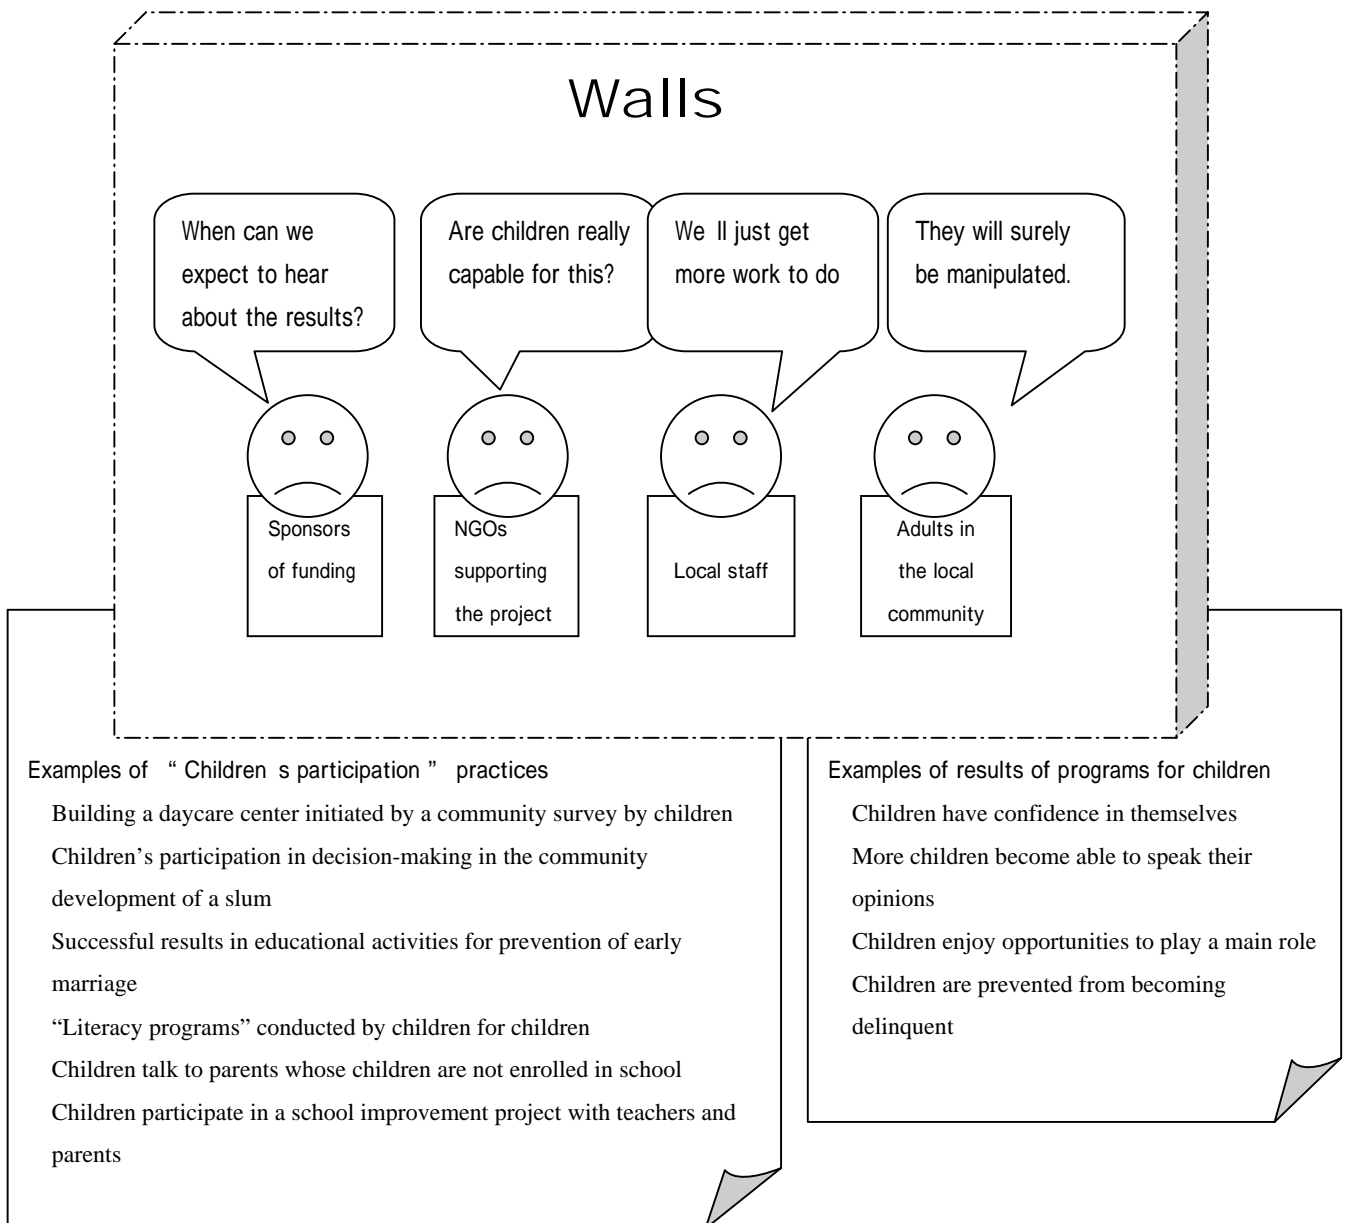 Walls
When can we
expect to hear
about the results?
Are children really
capable for this?
We ll just get
more work to do
They will surely
be manipulated.
Sponsors
of funding
NGOs
supporting
the project
Local staff
Adults in
the local
community
Examples of “ Children s participation ” practices
Building a daycare center initiated by a community survey by children
Children’s participation in decision-making in the community
development of a slum
Successful results in educational activities for prevention of early
marriage
“Literacy programs” conducted by children for children
Children talk to parents whose children are not enrolled in school
Children participate in a school improvement project with teachers and
parents
Examples of results of programs for children
Children have confidence in themselves
More children become able to speak their
opinions
Children enjoy opportunities to play a main role
Children are prevented from becoming
delinquent